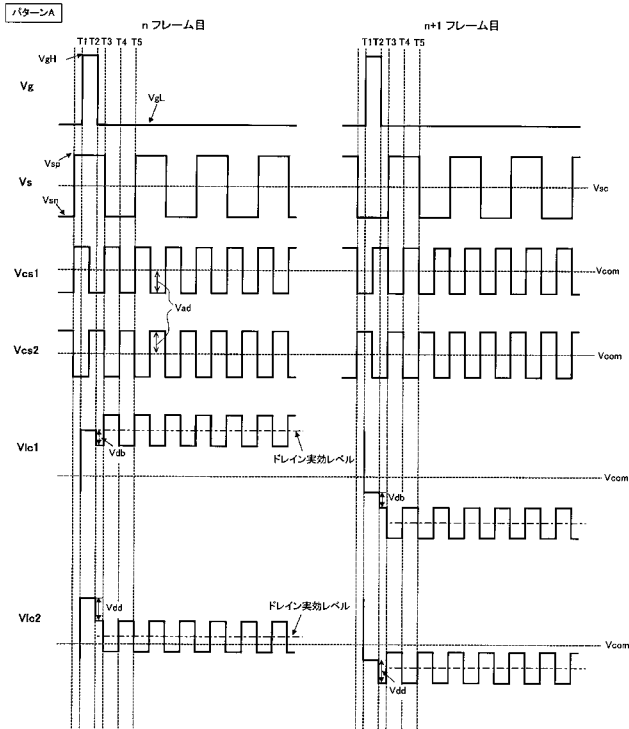 パターンA
n フレーム目
n+1 フレーム目
T1 T2 T3 T4 T5
T1 T2 T3 T4 T5
VgH
Vg
VgL
Vsp
Vs
Vsn
Vsc
Vcs1
Vcom
Vad
Vcs2
Vcom
Vlc1
Vdb
ドレイン実効レベル
Vcom
Vdb
Vlc2
Vdd
ドレイン実効レベル
Vcom
Vdd